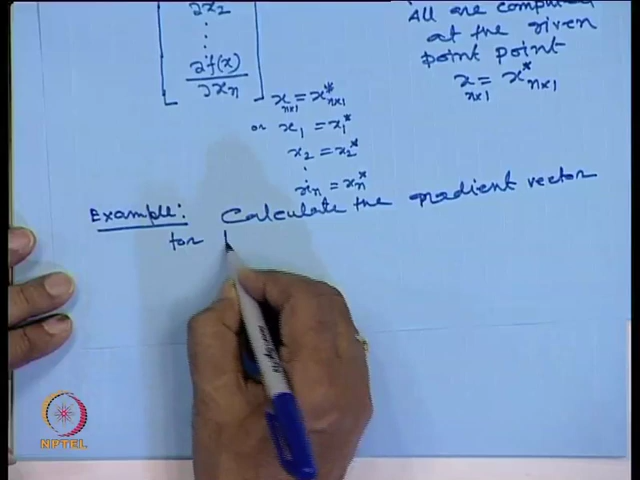 ∂x₂
⋮
∂f(x)
∂xₙ
x = x*
n×1 n×1
or x₁ = x₁*
x₂ = x₂*
⋮
xₙ = xₙ*
All are computed
at the given
point point
x = x*
n×1 n×1
Example: Calculate the gradient vector
for
NPTEL